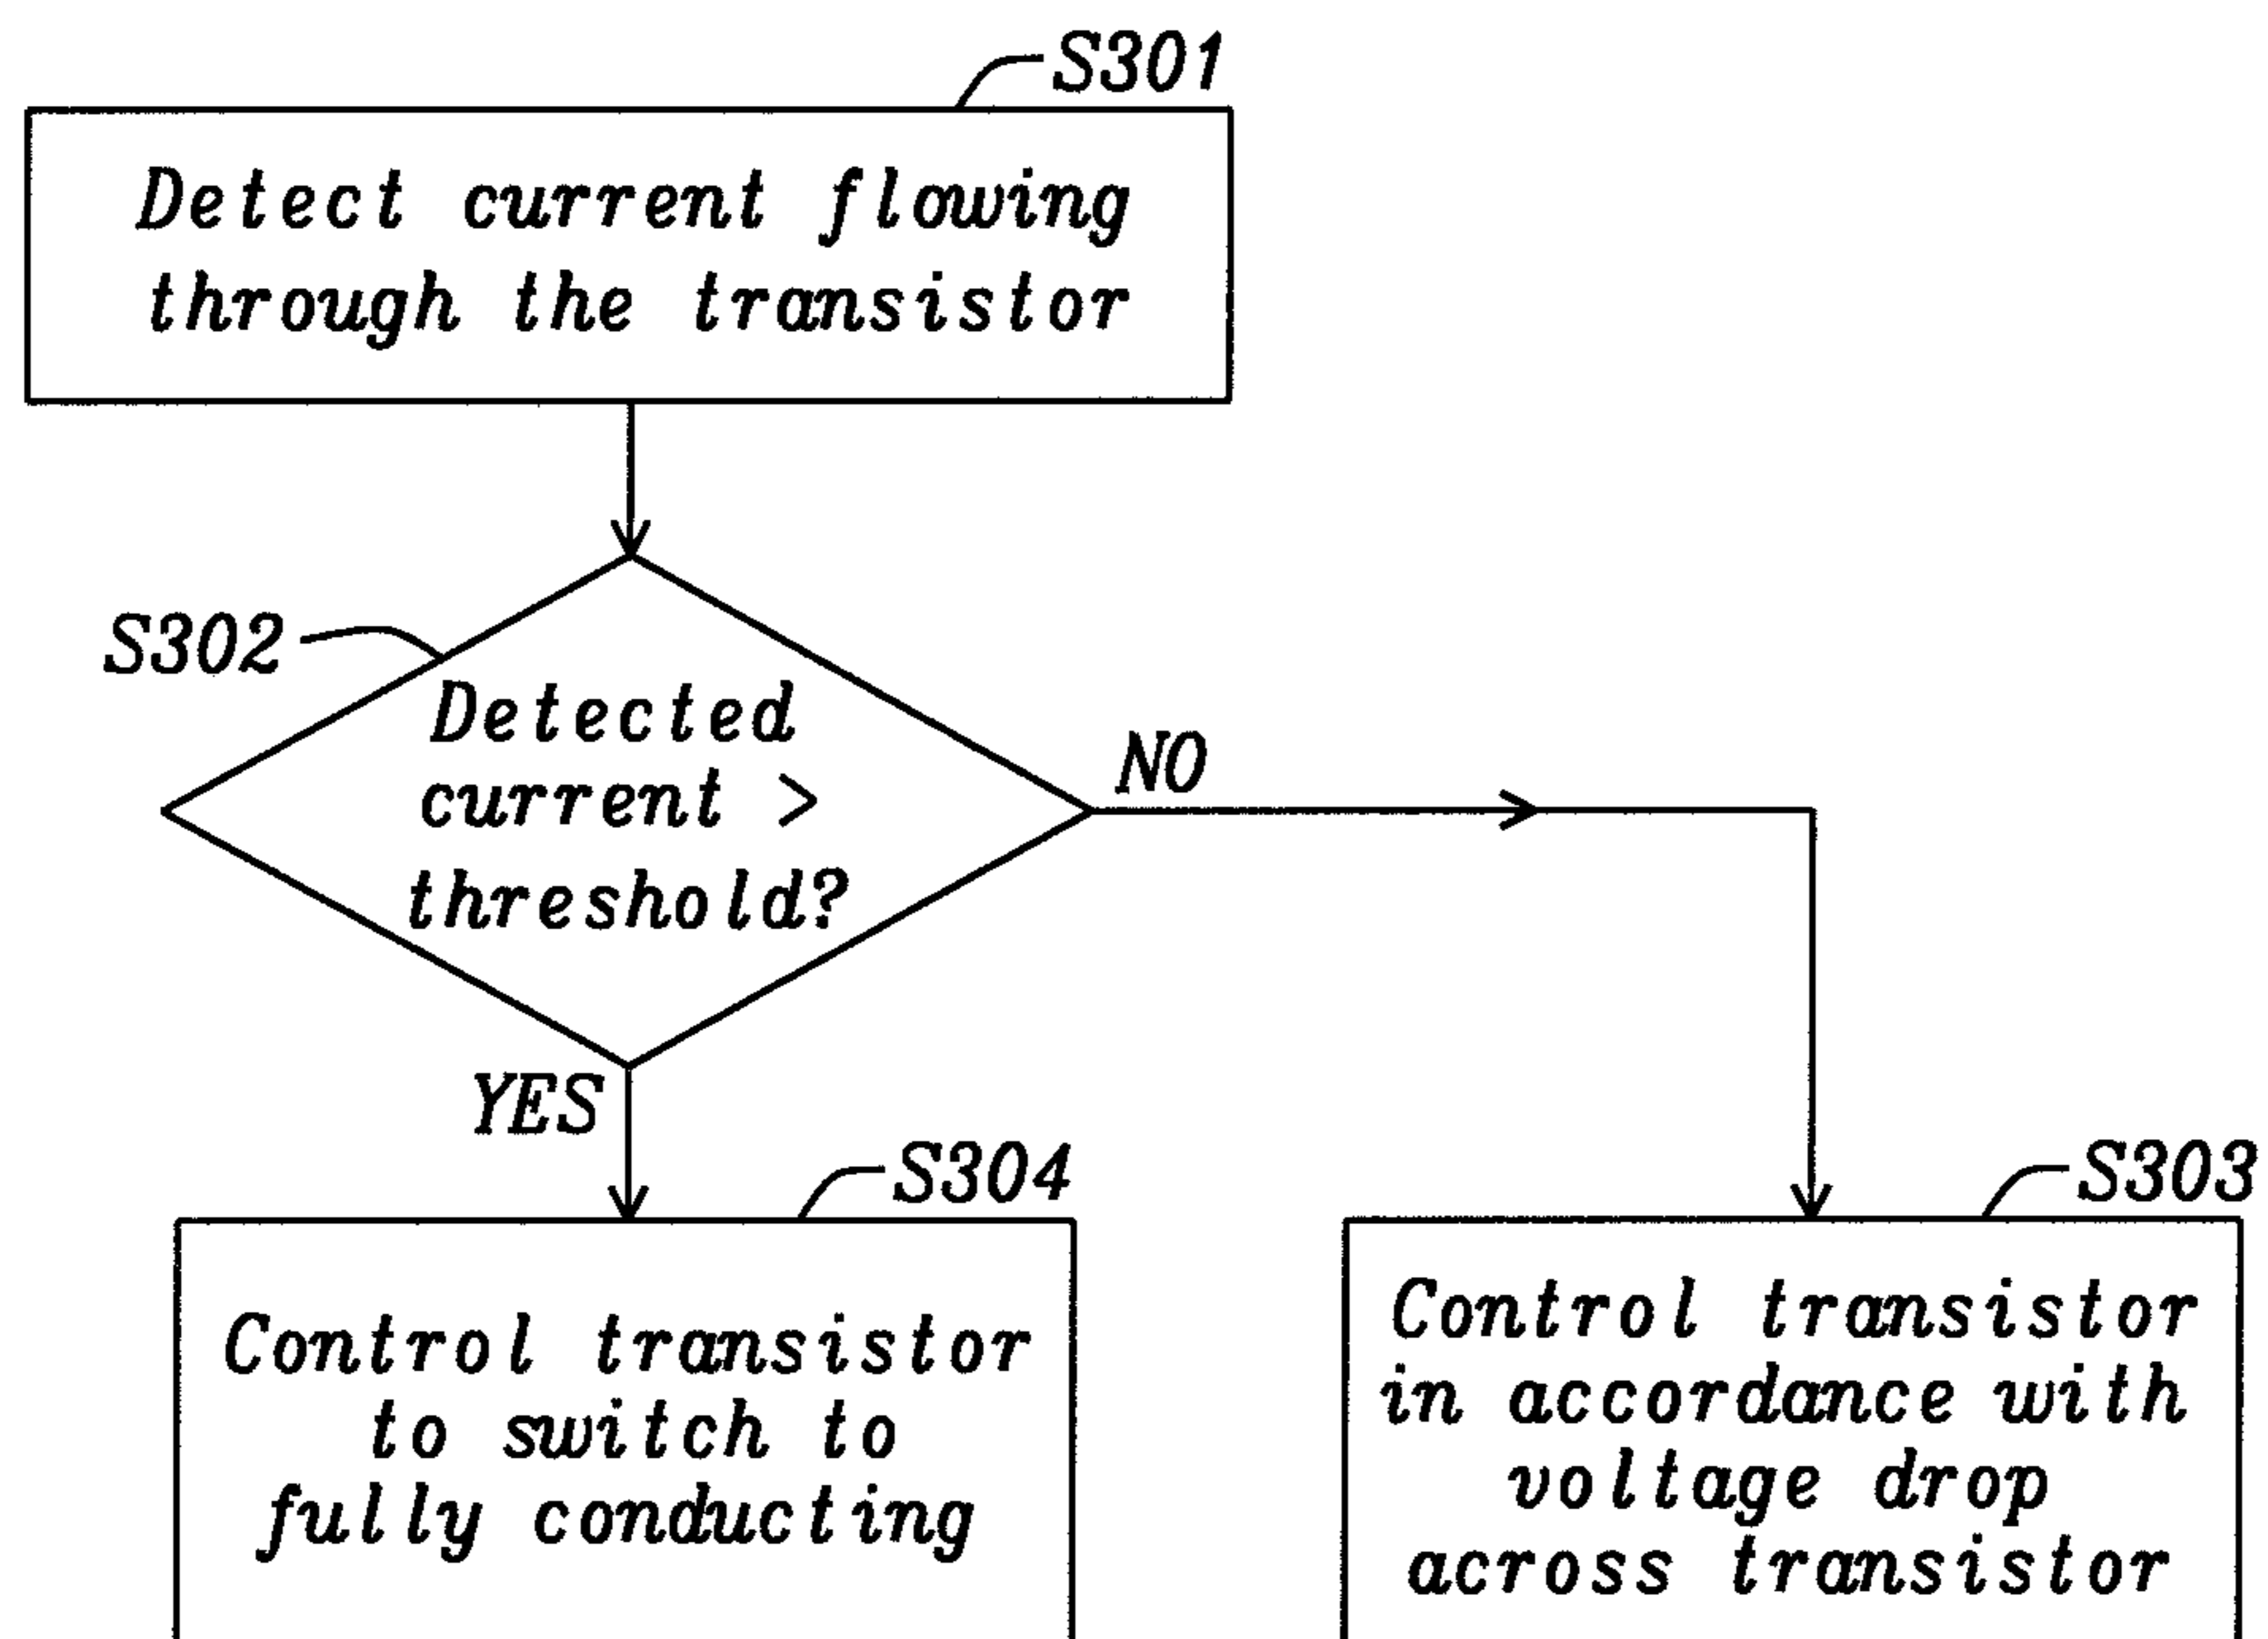 S301
Detect current flowing
through the transistor
S302
Detected
current >
threshold?
NO
YES
S304
Control transistor
to switch to
fully conducting
S303
Control transistor
in accordance with
voltage drop
across transistor